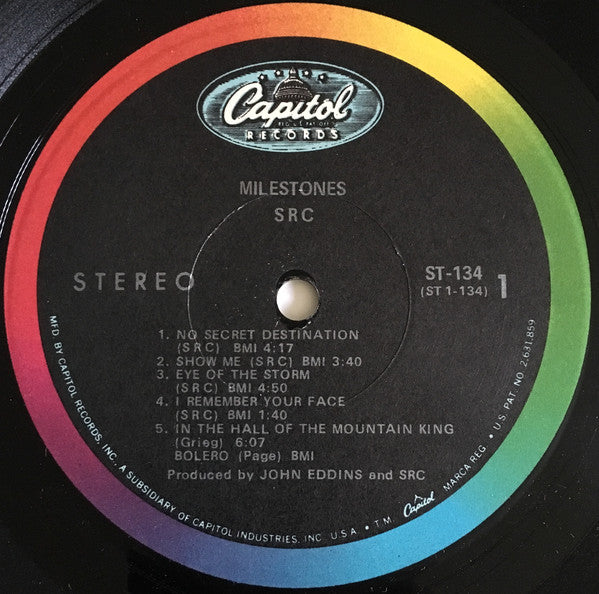 Capitol
REG. U.S. PAT. OFF.
RECORDS
MILESTONES
SRC
STEREO
ST-134
(ST 1-134) 1
1. NO SECRET DESTINATION
(SRC) BMI 4:17
2. SHOW ME (SRC) BMI 3:40
3. EYE OF THE STORM
(SRC) BMI 4:50
4. I REMEMBER YOUR FACE
(SRC) BMI 1:40
5. IN THE HALL OF THE MOUNTAIN KING
(Grieg) 6:07
BOLERO (Page) BMI
Produced by JOHN EDDINS and SRC
MFD. BY CAPITOL RECORDS, INC. A SUBSIDIARY OF CAPITOL INDUSTRIES, INC. U.S.A. • T.M. Capitol MARCA REG. • U.S. PAT. NO. 2,631,859